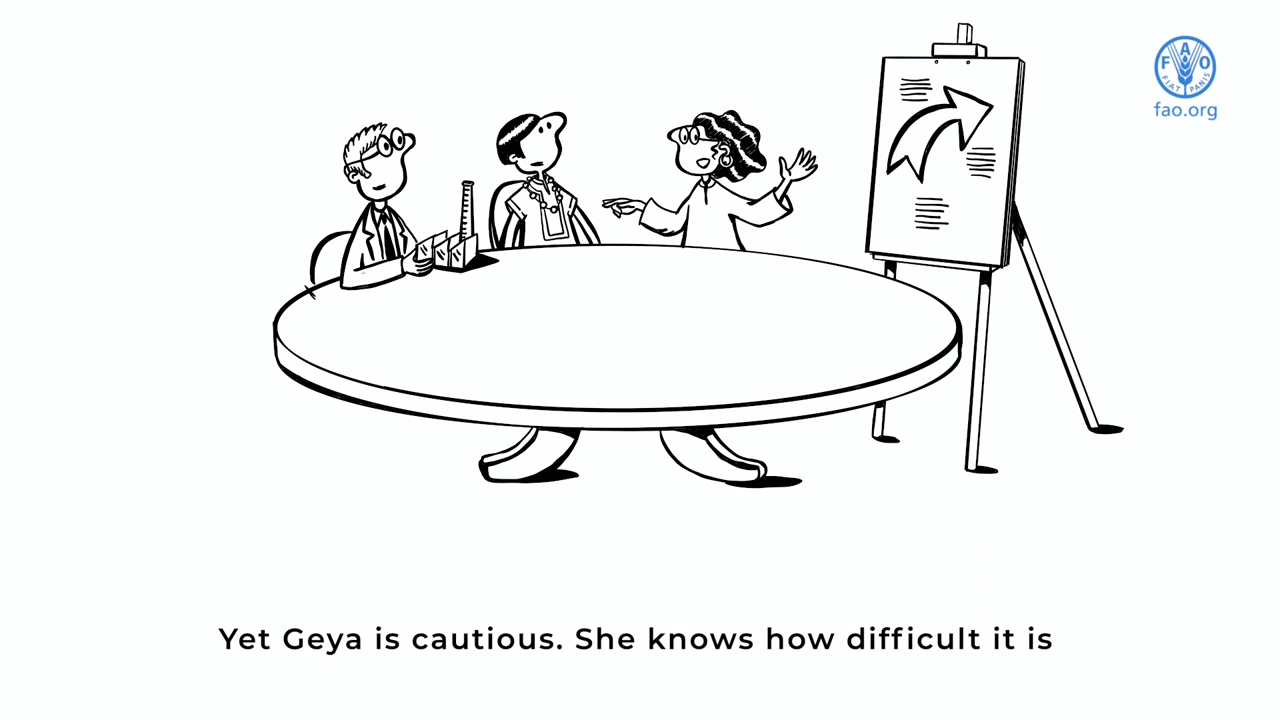 FAO
FIAT PANIS
fao.org
Yet Geya is cautious. She knows how difficult it is